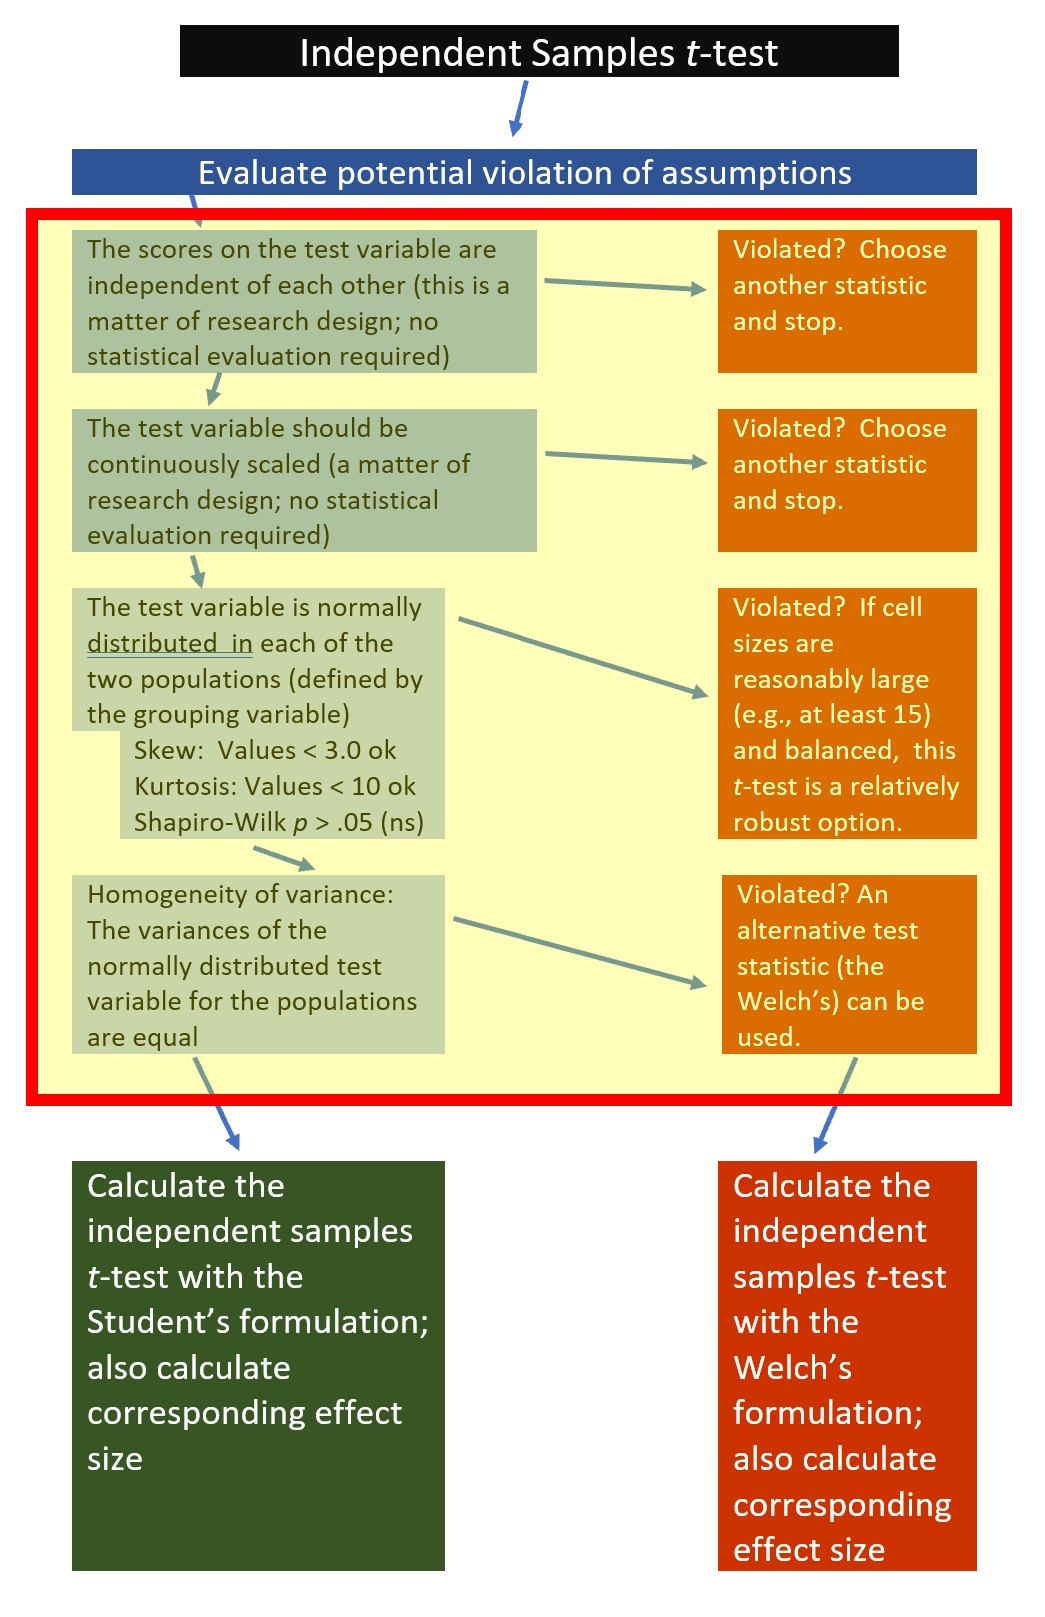 Independent Samples t-test
Evaluate potential violation of assumptions
The scores on the test variable are
independent of each other (this is a
matter of research design; no
statistical evaluation required)
Violated?  Choose
another statistic
and stop.
The test variable should be
continuously scaled (a matter of
research design; no statistical
evaluation required)
Violated?  Choose
another statistic
and stop.
The test variable is normally
distributed  in each of the
two populations (defined by
the grouping variable)
Skew:  Values < 3.0 ok
Kurtosis: Values < 10 ok
Shapiro-Wilk p > .05 (ns)
Violated?  If cell
sizes are
reasonably large
(e.g., at least 15)
and balanced,  this
t-test is a relatively
robust option.
Homogeneity of variance:
The variances of the
normally distributed test
variable for the populations
are equal
Violated? An
alternative test
statistic (the
Welch’s) can be
used.
Calculate the
independent samples
t-test with the
Student’s formulation;
also calculate
corresponding effect
size
Calculate the
independent
samples t-test
with the
Welch’s
formulation;
also calculate
corresponding
effect size